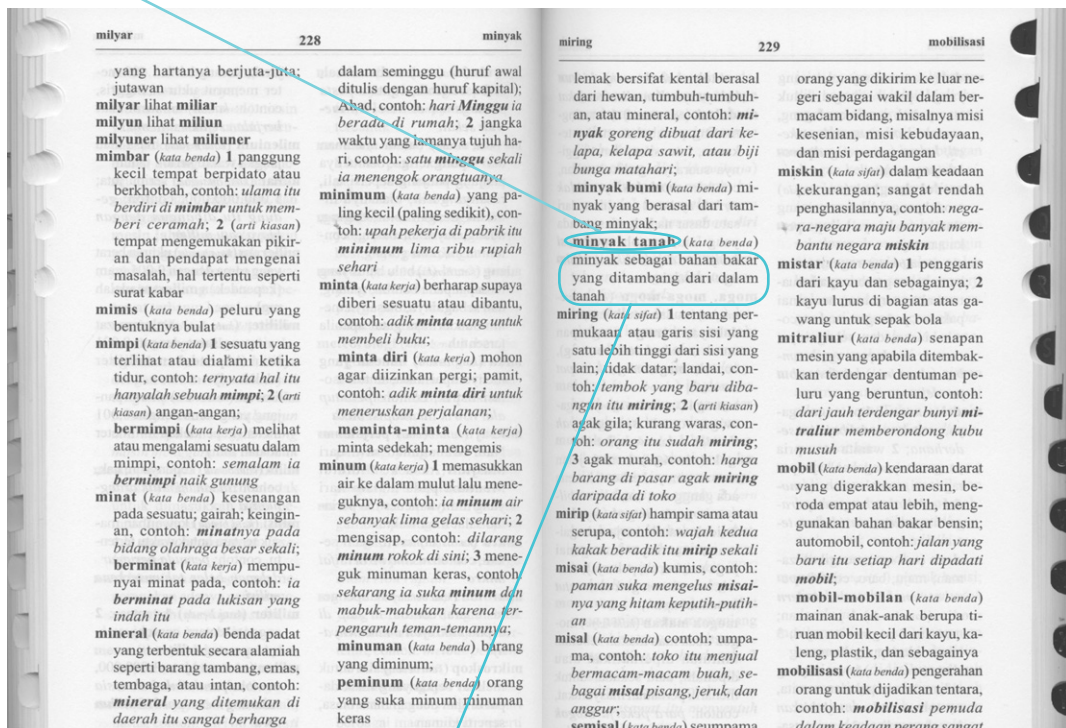 milyar
228
minyak
yang hartanya berjuta-juta;
jutawan
milyar lihat miliar
milyun lihat miliun
milyuner lihat miliuner
mimbar (kata benda) 1 panggung
kecil tempat berpidato atau
berkhotbah, contoh: ulama itu
berdiri di mimbar untuk mem-
beri ceramah; 2 (arti kiasan)
tempat mengemukakan pikir-
an dan pendapat mengenai
masalah, hal tertentu seperti
surat kabar
mimis (kata benda) peluru yang
bentuknya bulat
mimpi (kata benda) 1 sesuatu yang
terlihat atau dialami ketika
tidur, contoh: ternyata hal itu
hanyalah sebuah mimpi; 2 (arti
kiasan) angan-angan;
bermimpi (kata kerja) melihat
atau mengalami sesuatu dalam
mimpi, contoh: semalam ia
bermimpi naik gunung
minat (kata benda) kesenangan
pada sesuatu; gairah; keingin-
an, contoh: minatnya pada
bidang olahraga besar sekali;
berminat (kata kerja) mempu-
nyai minat pada, contoh: ia
berminat pada lukisan yang
indah itu
mineral (kata benda) benda padat
yang terbentuk secara alamiah
seperti barang tambang, emas,
tembaga, atau intan, contoh:
mineral yang ditemukan di
daerah itu sangat berharga
dalam seminggu (huruf awal
ditulis dengan huruf kapital);
Ahad, contoh: hari Minggu ia
berada di rumah; 2 jangka
waktu yang lamanya tujuh ha-
ri, contoh: satu minggu sekali
ia menengok orangtuanya
minimum (kata benda) yang pa-
ling kecil (paling sedikit), con-
toh: upah pekerja di pabrik itu
minimum lima ribu rupiah
sehari
minta (kata kerja) berharap supaya
diberi sesuatu atau dibantu,
contoh: adik minta uang untuk
membeli buku;
minta diri (kata kerja) mohon
agar diizinkan pergi; pamit,
contoh: adik minta diri untuk
meneruskan perjalanan;
meminta-minta (kata kerja)
minta sedekah; mengemis
minum (kata kerja) 1 memasukkan
air ke dalam mulut lalu mene-
guknya, contoh: ia minum air
sebanyak lima gelas sehari; 2
mengisap, contoh: dilarang
minum rokok di sini; 3 mene-
guk minuman keras, contoh:
sekarang ia suka minum dan
mabuk-mabukan karena ter-
pengaruh teman-temannya;
minuman (kata benda) barang
yang diminum;
peminum (kata benda) orang
yang suka minum minuman
keras
miring
229
mobilisasi
lemak bersifat kental berasal
dari hewan, tumbuh-tumbuh-
an, atau mineral, contoh: mi-
nyak goreng dibuat dari ke-
lapa, kelapa sawit, atau biji
bunga matahari;
minyak bumi (kata benda) mi-
nyak yang berasal dari tam-
bang minyak;
minyak tanah (kata benda)
minyak sebagai bahan bakar
yang ditambang dari dalam
tanah
miring (kata sifat) 1 tentang per-
mukaan atau garis sisi yang
satu lebih tinggi dari sisi yang
lain; tidak datar; landai, con-
toh: tembok yang baru diba-
ngun itu miring; 2 (arti kiasan)
agak gila; kurang waras, con-
toh: orang itu sudah miring;
3 agak murah, contoh: harga
barang di pasar agak miring
daripada di toko
mirip (kata sifat) hampir sama atau
serupa, contoh: wajah kedua
kakak beradik itu mirip sekali
misai (kata benda) kumis, contoh:
paman suka mengelus misai-
nya yang hitam keputih-putih-
an
misal (kata benda) contoh; umpa-
ma, contoh: toko itu menjual
bermacam-macam buah, se-
bagai misal pisang, jeruk, dan
anggur;
semisal (kata benda) seumpama
orang yang dikirim ke luar ne-
geri sebagai wakil dalam ber-
macam bidang, misalnya misi
kesenian, misi kebudayaan,
dan misi perdagangan
miskin (kata sifat) dalam keadaan
kekurangan; sangat rendah
penghasilannya, contoh: nega-
ra-negara maju banyak mem-
bantu negara miskin
mistar (kata benda) 1 penggaris
dari kayu dan sebagainya; 2
kayu lurus di bagian atas ga-
wang untuk sepak bola
mitraliur (kata benda) senapan
mesin yang apabila ditembak-
kan terdengar dentuman pe-
luru yang beruntun, contoh:
dari jauh terdengar bunyi mi-
traliur memberondong kubu
musuh
mobil (kata benda) kendaraan darat
yang digerakkan mesin, be-
roda empat atau lebih, meng-
gunakan bahan bakar bensin;
automobil, contoh: jalan yang
baru itu setiap hari dipadati
mobil;
mobil-mobilan (kata benda)
mainan anak-anak berupa ti-
ruan mobil kecil dari kayu, ka-
leng, plastik, dan sebagainya
mobilisasi (kata benda) pengerahan
orang untuk dijadikan tentara,
contoh: mobilisasi pemuda
dalam keadaan perang sangat